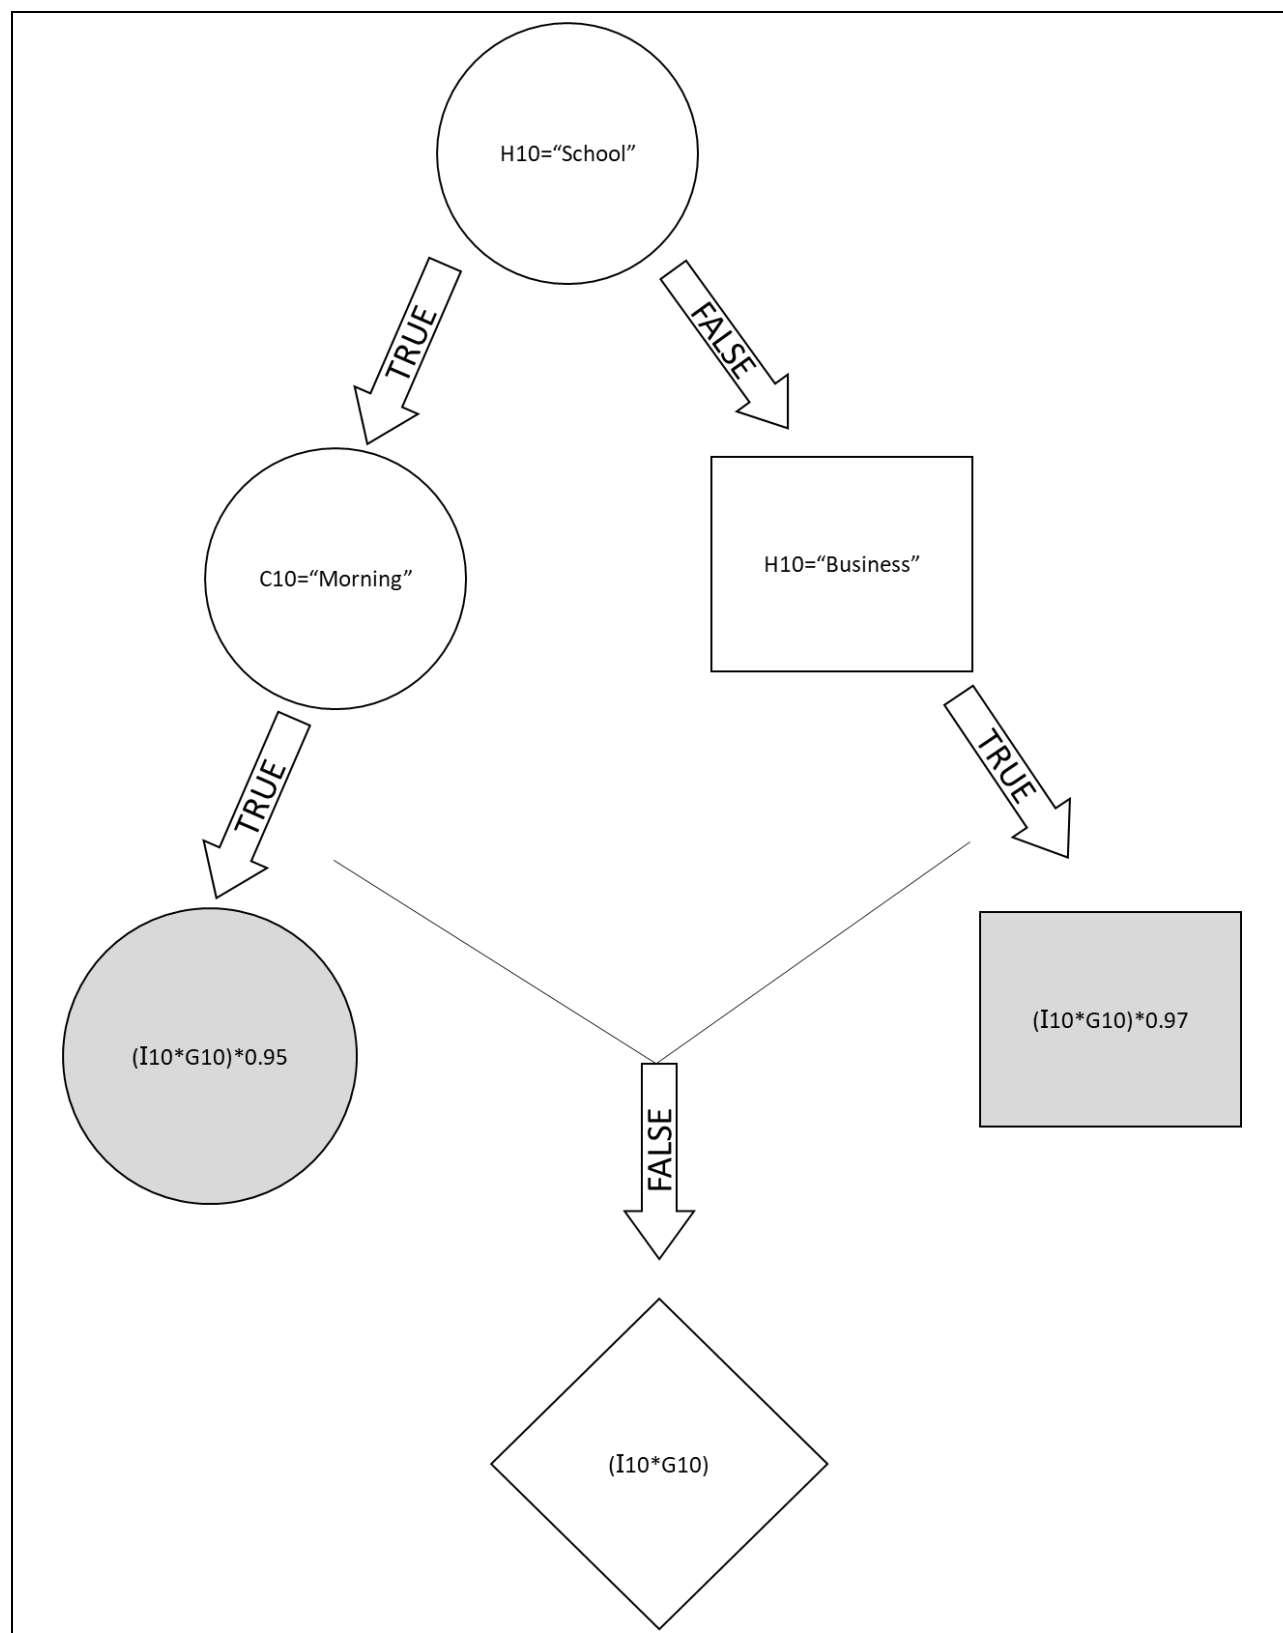 H10=“School”
TRUE
FALSE
C10=“Morning”
H10=“Business”
TRUE
TRUE
(I10*G10)*0.95
(I10*G10)*0.97
FALSE
(I10*G10)